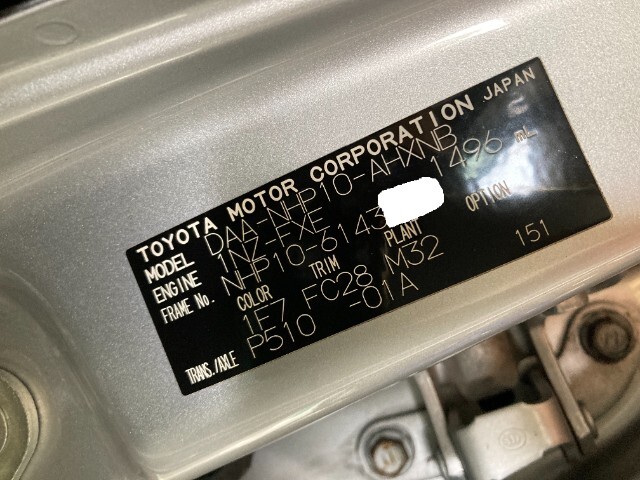 TOYOTA MOTOR CORPORATION JAPAN
MODEL DAA-NHP10-AHXNB
ENGINE 1NZ-FXE 1496 mL
FRAME No. NHP10-6143
COLOR TRIM PLANT OPTION
1F7 FC28 M32 151
TRANS./AXLE P510 -01A